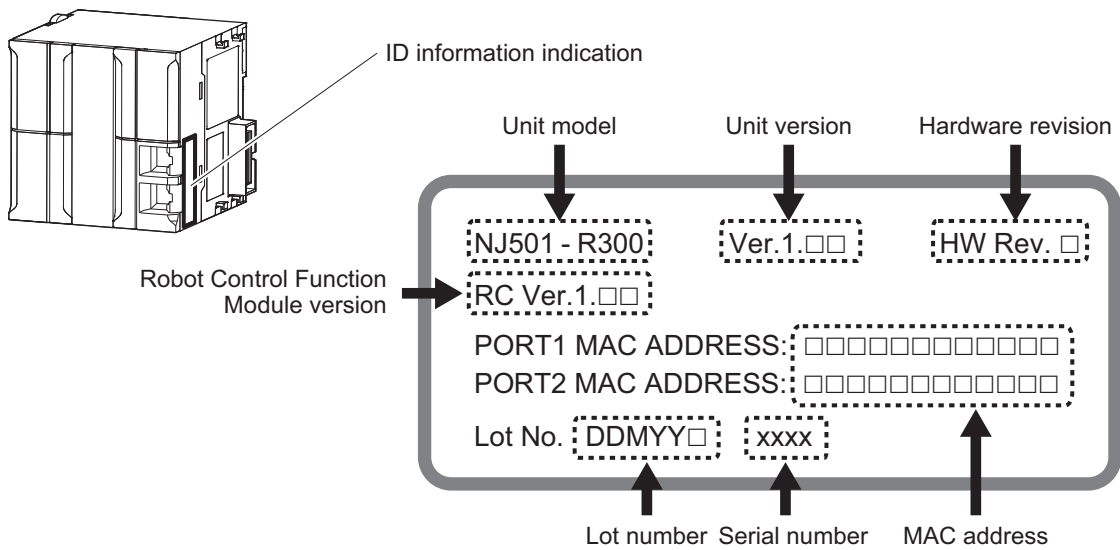 ID information indication
Unit model Unit version Hardware revision
NJ501 - R300 Ver.1.□□ HW Rev. □
Robot Control Function
Module version
RC Ver.1.□□
PORT1 MAC ADDRESS: □□□□□□□□□□□□
PORT2 MAC ADDRESS: □□□□□□□□□□□□
Lot No. DDMYY□ xxxx
Lot number Serial number MAC address